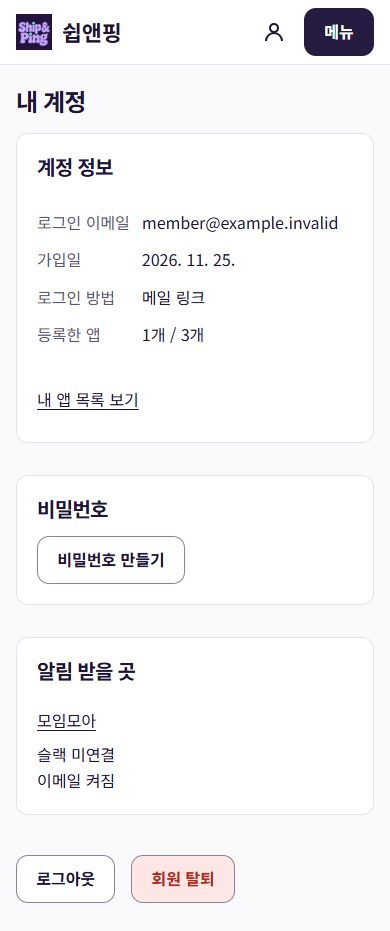 Ship&
Ping
쉽앤핑
메뉴
내 계정
계정 정보
로그인 이메일 member@example.invalid
가입일 2026. 11. 25.
로그인 방법 메일 링크
등록한 앱 1개 / 3개
내 앱 목록 보기
비밀번호
비밀번호 만들기
알림 받을 곳
모임모아
슬랙 미연결
이메일 켜짐
로그아웃 회원 탈퇴